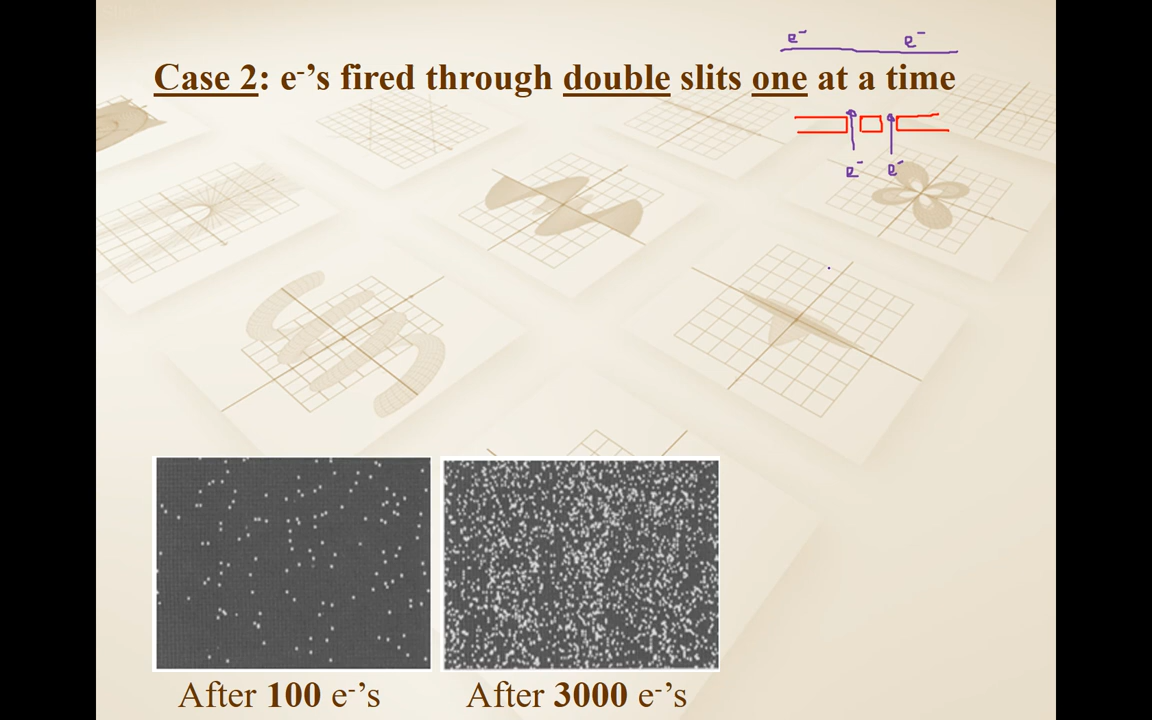 e⁻ e⁻
Case 2: e⁻'s fired through double slits one at a time
e⁻ e⁻
After 100 e⁻'s After 3000 e⁻'s